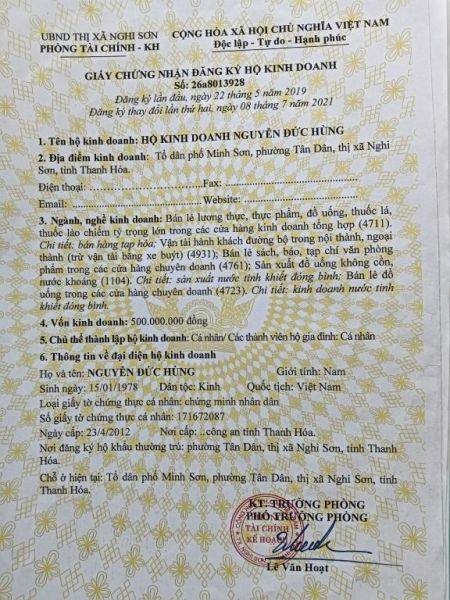 UBND THỊ XÃ NGHI SƠN
PHÒNG TÀI CHÍNH - KH
CỘNG HÒA XÃ HỘI CHỦ NGHĨA VIỆT NAM
Độc lập - Tự do - Hạnh phúc
GIẤY CHỨNG NHẬN ĐĂNG KÝ HỘ KINH DOANH
Số: 26a8013928
Đăng ký lần đầu, ngày 22 tháng 5 năm 2019
Đăng ký thay đổi lần thứ hai, ngày 08 tháng 7 năm 2021
1. Tên hộ kinh doanh: HỘ KINH DOANH NGUYỄN ĐỨC HÙNG
2. Địa điểm kinh doanh: Tổ dân phố Minh Sơn, phường Tân Dân, thị xã Nghi
Sơn, tỉnh Thanh Hóa.
Điện thoại: ........................ Fax: ........................
Email: ........................ Website: ........................
3. Ngành, nghề kinh doanh: Bán lẻ lương thực, thực phẩm, đồ uống, thuốc lá,
thuốc lào chiếm tỷ trọng lớn trong các cửa hàng kinh doanh tổng hợp (4711).
Chi tiết: bán hàng tạp hóa; Vận tải hành khách đường bộ trong nội thành, ngoại
thành (trừ vận tải bằng xe buýt) (4931); Bán lẻ sách, báo, tạp chí văn phòng
phẩm trong các cửa hàng chuyên doanh (4761); Sản xuất đồ uống không cồn,
nước khoáng (1104). Chi tiết: sản xuất nước tinh khiết đóng bình; Bán lẻ đồ
uống trong các cửa hàng chuyên doanh (4723). Chi tiết: kinh doanh nước tinh
khiết đóng bình.
4. Vốn kinh doanh: 500.000.000 đồng
5. Chủ thể thành lập hộ kinh doanh: Cá nhân/ Các thành viên hộ gia đình: Cá nhân
6. Thông tin về đại diện hộ kinh doanh
Họ và tên: NGUYỄN ĐỨC HÙNG Giới tính: Nam
Sinh ngày: 15/01/1978 Dân tộc: Kinh Quốc tịch: Việt Nam
Loại giấy tờ chứng thực cá nhân: chứng minh nhân dân
Số giấy tờ chứng thực cá nhân: 171672087
Ngày cấp: 23/4/2012 Nơi cấp: ..công an tỉnh Thanh Hóa.
Nơi đăng ký hộ khẩu thường trú: phường Tân Dân, thị xã Nghi Sơn, tỉnh Thanh
Hóa.
Chỗ ở hiện tại: Tổ dân phố Minh Sơn, phường Tân Dân, thị xã Nghi Sơn, tỉnh
Thanh Hóa.
KT. TRƯỞNG PHÒNG
PHÓ TRƯỞNG PHÒNG
TÀI CHÍNH
KẾ HOẠCH
Lê Văn Hoạt